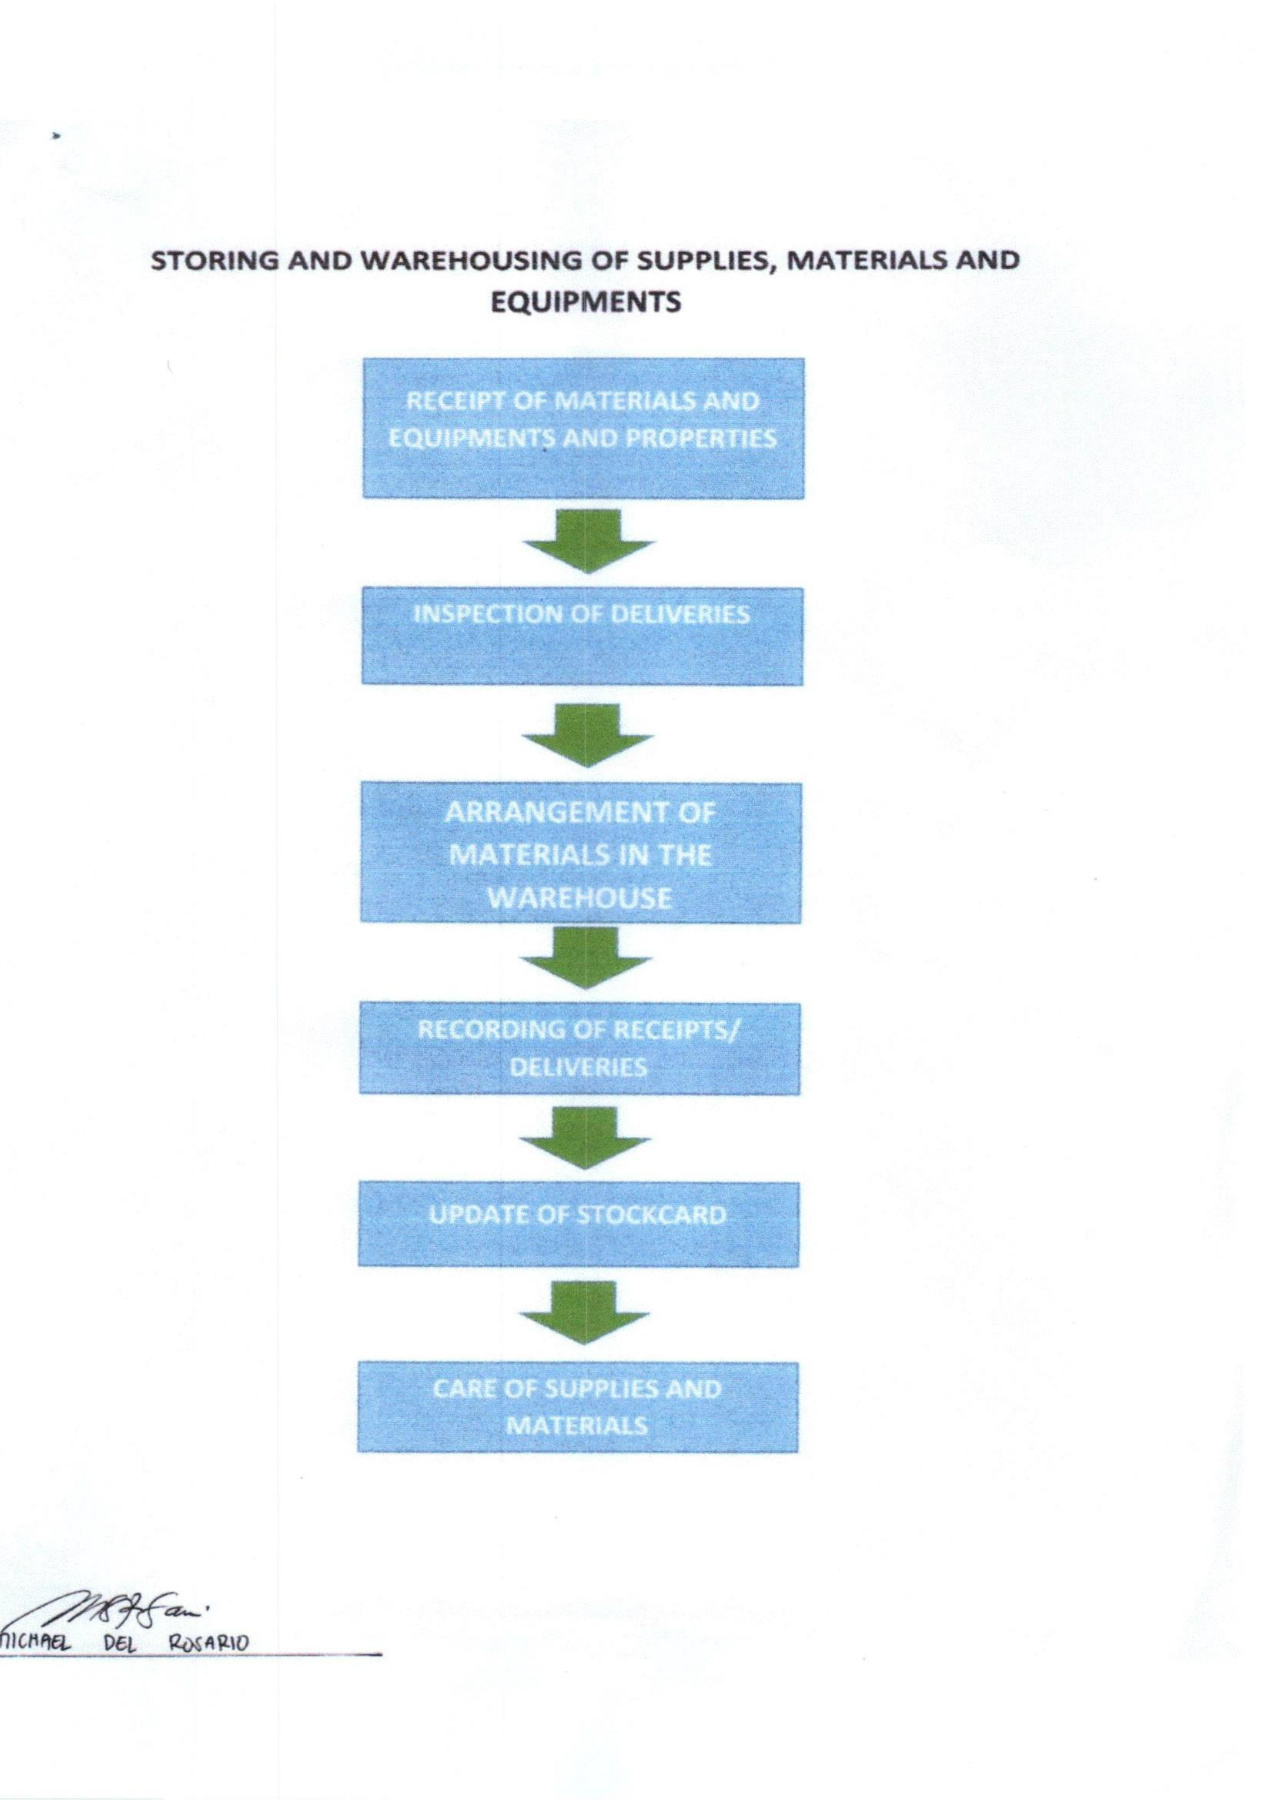 STORING AND WAREHOUSING OF SUPPLIES, MATERIALS AND
EQUIPMENTS
RECEIPT OF MATERIALS AND
EQUIPMENTS AND PROPERTIES
INSPECTION OF DELIVERIES
ARRANGEMENT OF
MATERIALS IN THE
WAREHOUSE
RECORDING OF RECEIPTS/
DELIVERIES
UPDATE OF STOCKCARD
CARE OF SUPPLIES AND
MATERIALS
MICHAEL DEL ROSARIO